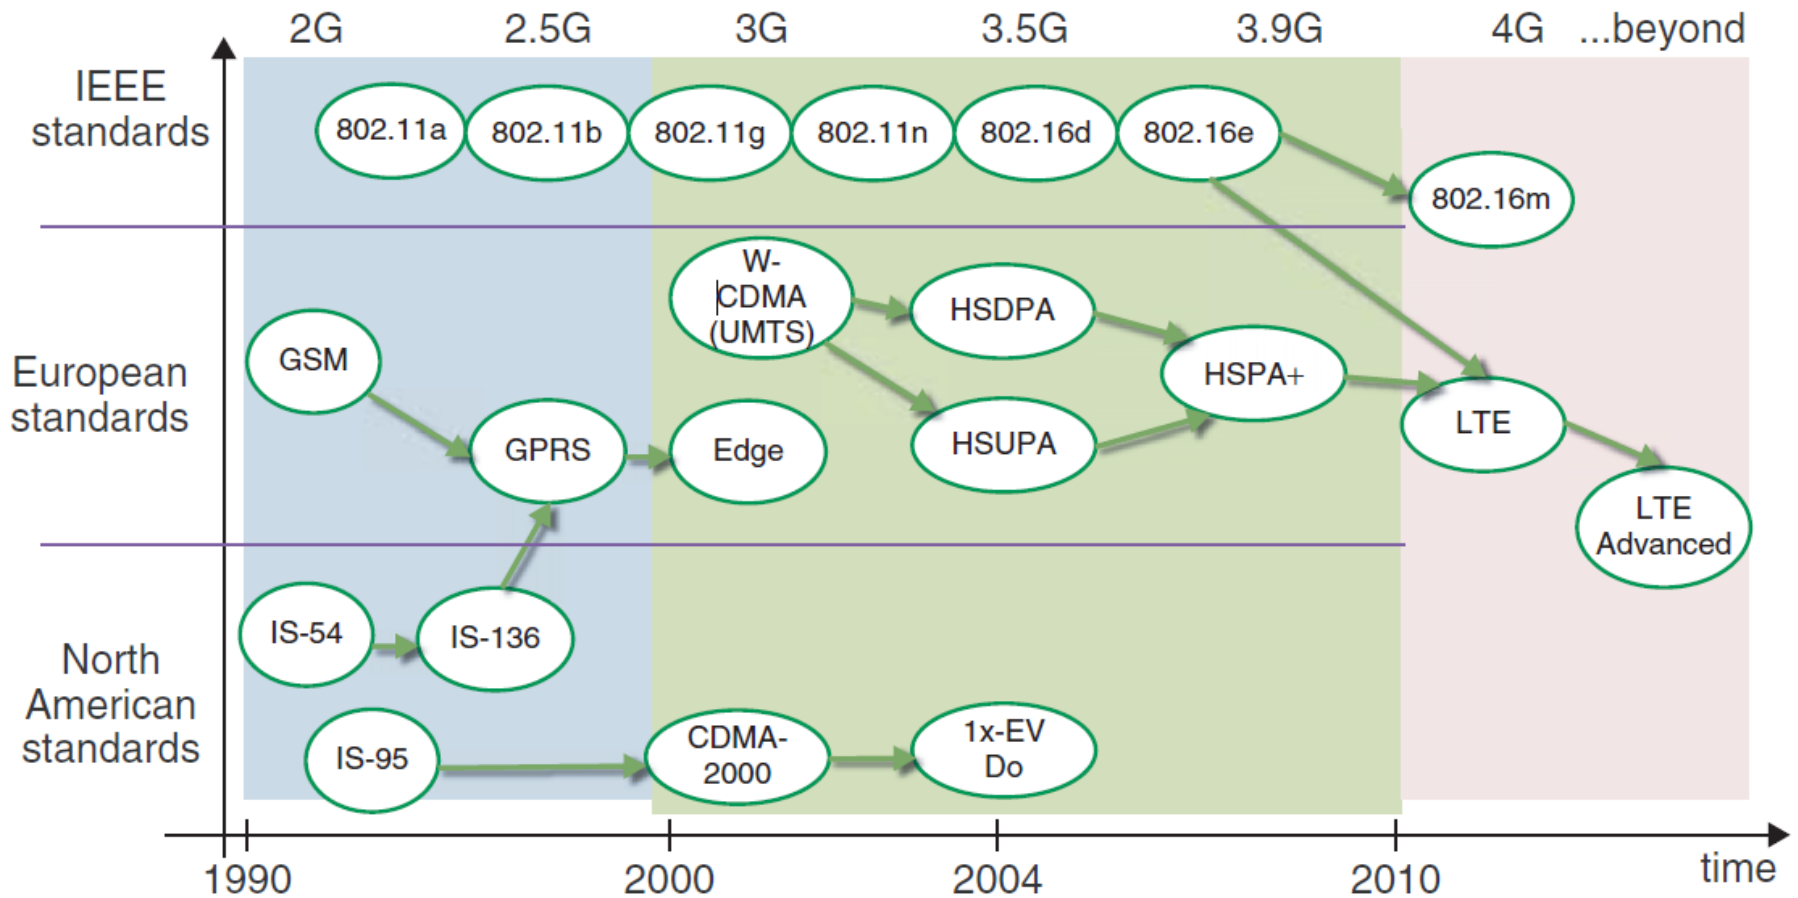 2G 2.5G 3G 3.5G 3.9G 4G ...beyond
IEEE
standards
802.11a 802.11b 802.11g 802.11n 802.16d 802.16e
802.16m
European
standards
W-
CDMA
(UMTS)
HSDPA
GSM
HSPA+
LTE
GPRS
Edge
HSUPA
LTE
Advanced
North
American
standards
IS-54
IS-136
IS-95
CDMA-
2000
1x-EV
Do
1990 2000 2004 2010 time